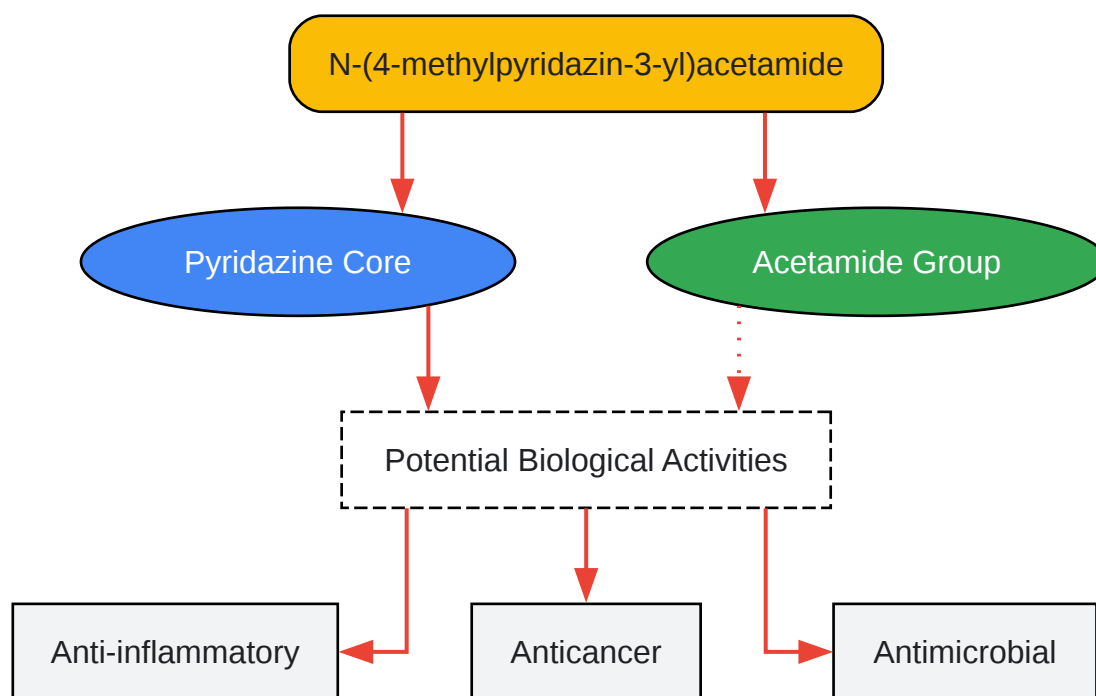 N-(4-methylpyridazin-3-yl)acetamide
Pyridazine Core
Acetamide Group
Potential Biological Activities
Anti-inflammatory
Anticancer
Antimicrobial